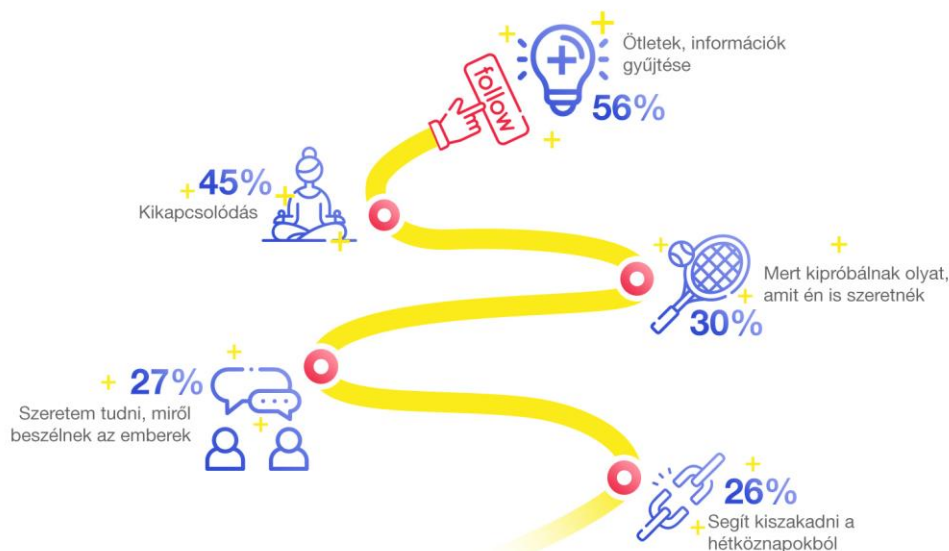 Ötletek, információk
gyűjtése
56%
follow
45%
Kikapcsolódás
Mert kipróbálnak olyat,
amit én is szeretnék
30%
27%
Szeretem tudni, miről
beszélnek az emberek
26%
Segít kiszakadni a
hétköznapokból